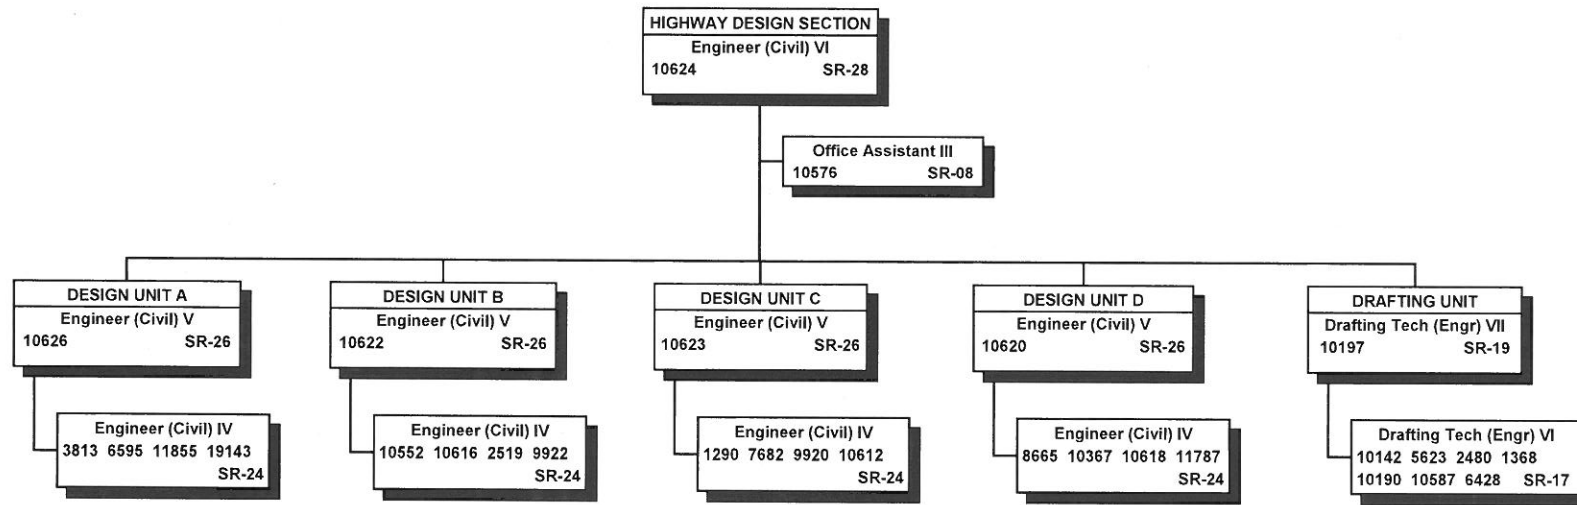 HIGHWAY DESIGN SECTION
Engineer (Civil) VI
10624 SR-28
Office Assistant III
10576 SR-08
DESIGN UNIT A
Engineer (Civil) V
10626 SR-26
Engineer (Civil) IV
3813 6595 11855 19143
SR-24
DESIGN UNIT B
Engineer (Civil) V
10622 SR-26
Engineer (Civil) IV
10552 10616 2519 9922
SR-24
DESIGN UNIT C
Engineer (Civil) V
10623 SR-26
Engineer (Civil) IV
1290 7682 9920 10612
SR-24
DESIGN UNIT D
Engineer (Civil) V
10620 SR-26
Engineer (Civil) IV
8665 10367 10618 11787
SR-24
DRAFTING UNIT
Drafting Tech (Engr) VII
10197 SR-19
Drafting Tech (Engr) VI
10142 5623 2480 1368
10190 10587 6428 SR-17